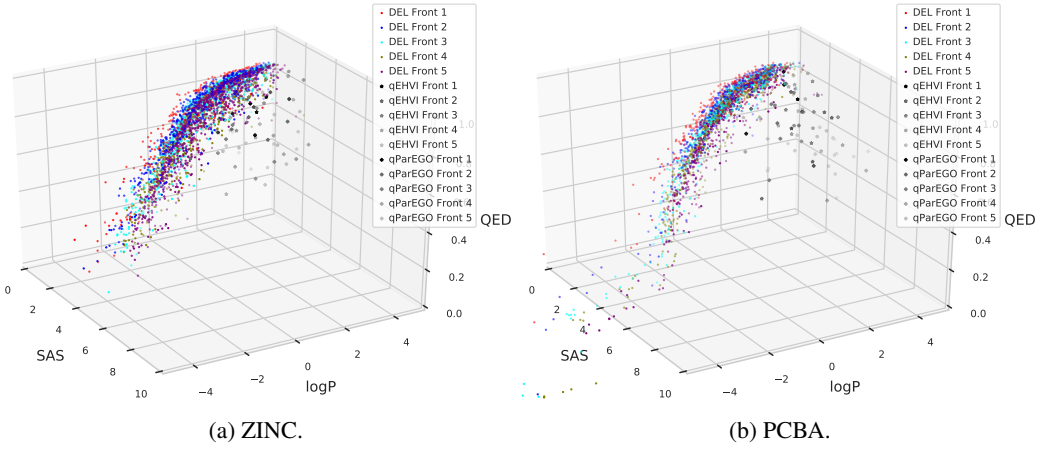 DEL Front 1
DEL Front 2
DEL Front 3
DEL Front 4
DEL Front 5
qEHVI Front 1
qEHVI Front 2
qEHVI Front 3
qEHVI Front 4
qEHVI Front 5
qParEGO Front 1
qParEGO Front 2
qParEGO Front 3
qParEGO Front 4
qParEGO Front 5
1.0
QED
0.4
0.2
0.0
0
2
4
6
8
10
SAS
−4
−2
0
2
4
logP
(a) ZINC.
DEL Front 1
DEL Front 2
DEL Front 3
DEL Front 4
DEL Front 5
qEHVI Front 1
qEHVI Front 2
qEHVI Front 3
qEHVI Front 4
qEHVI Front 5
qParEGO Front 1
qParEGO Front 2
qParEGO Front 3
qParEGO Front 4
qParEGO Front 5
1.0
QED
0.4
0.2
0.0
0
2
4
6
8
10
SAS
−4
−2
0
2
4
logP
(b) PCBA.